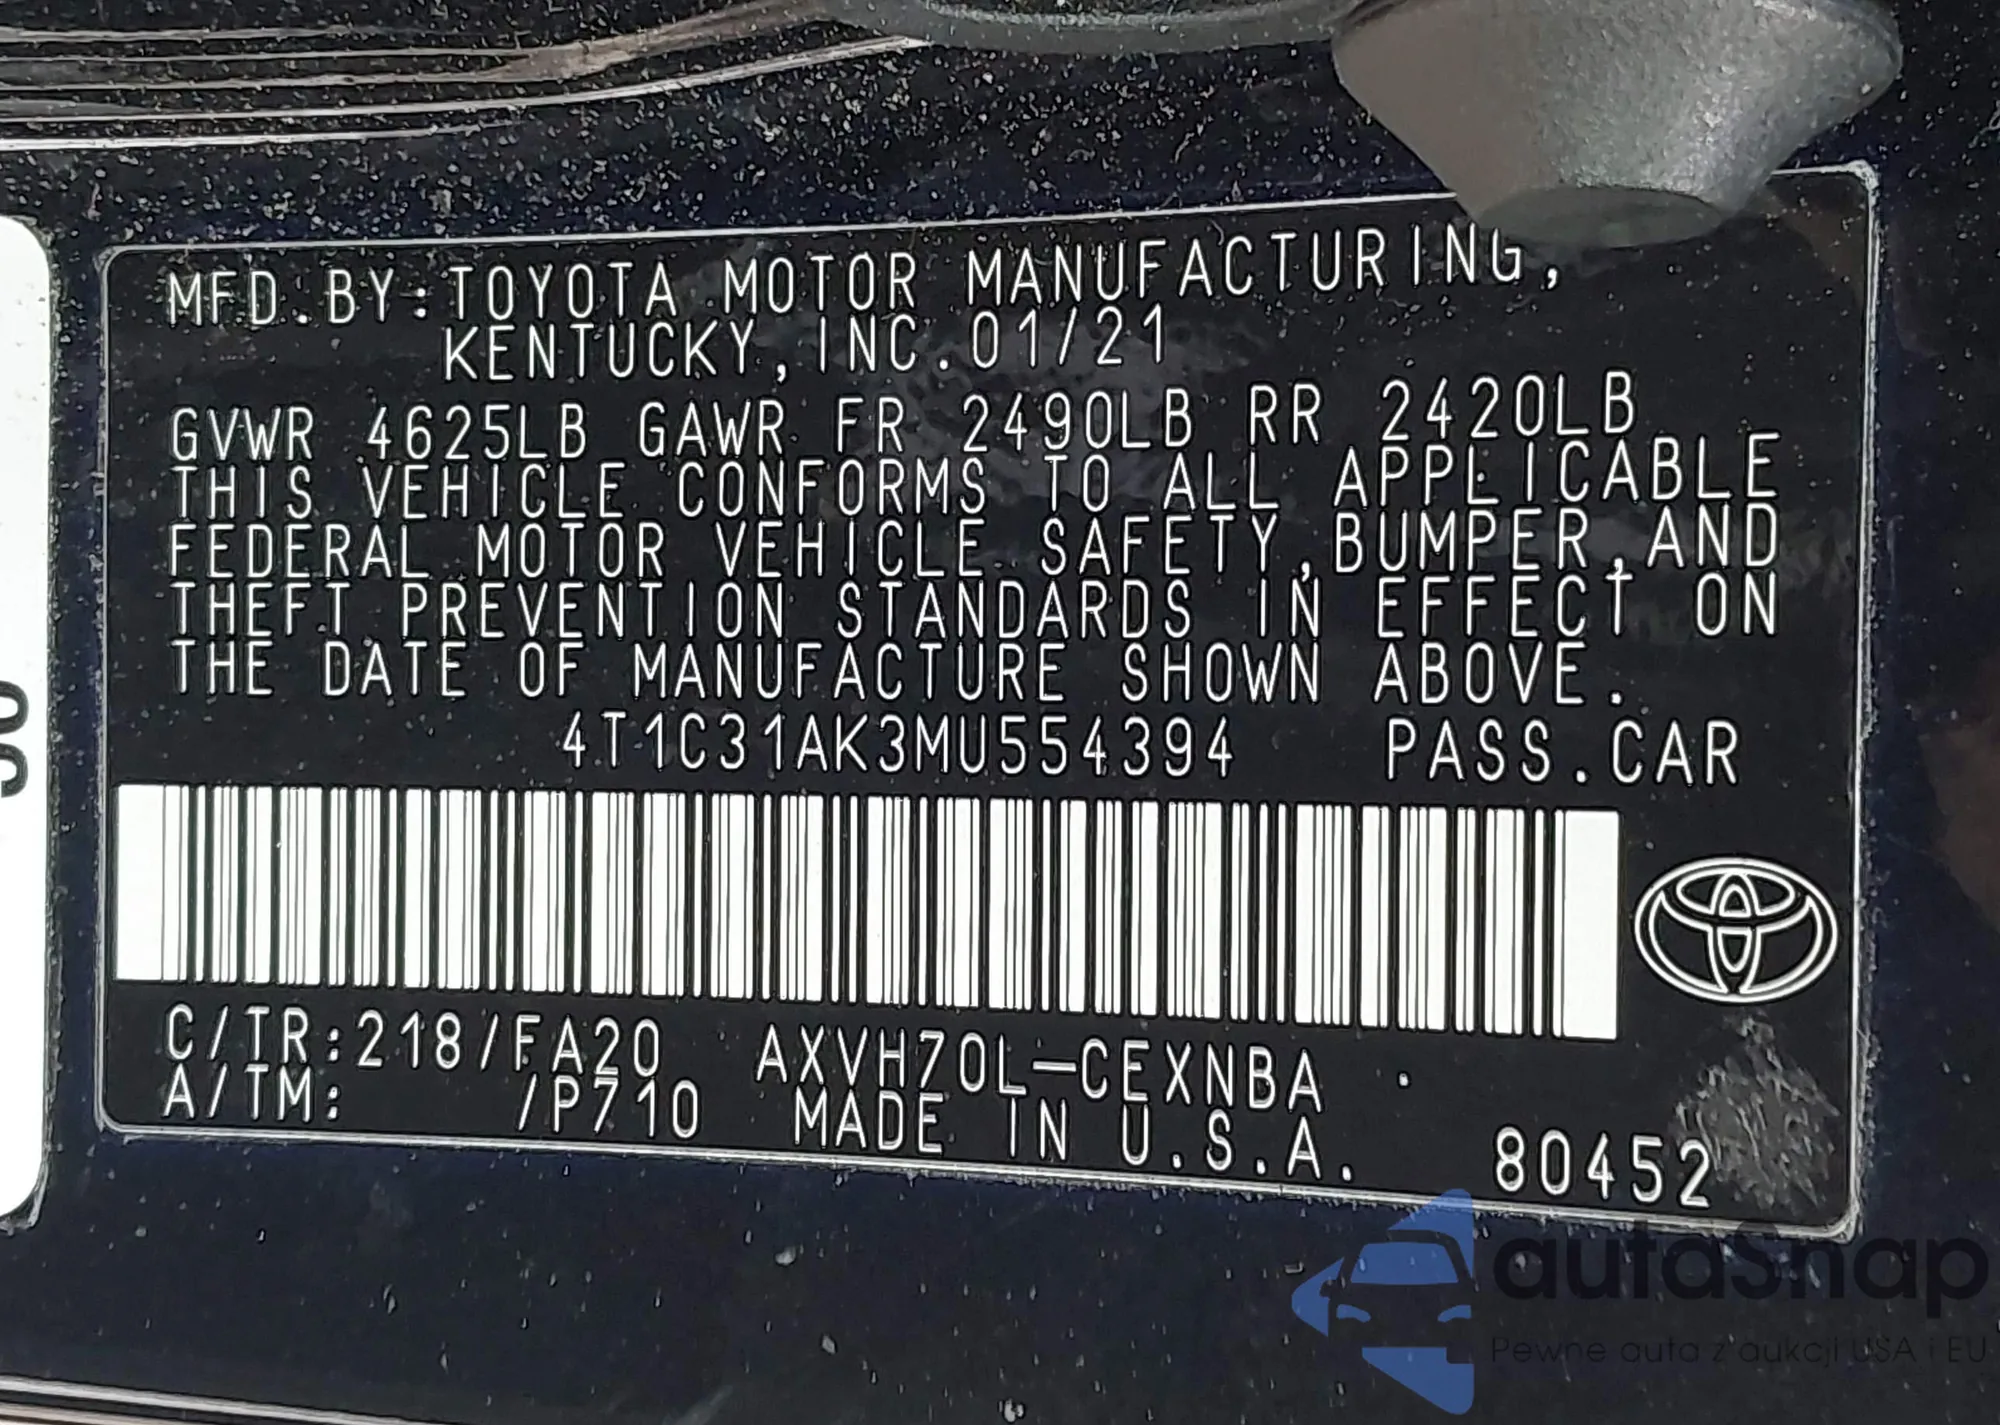 MFD.BY:TOYOTA MOTOR MANUFACTURING,
KENTUCKY,INC.01/21
GVWR 4625LB GAWR FR 2490LB RR 2420LB
THIS VEHICLE CONFORMS TO ALL APPLICABLE
FEDERAL MOTOR VEHICLE SAFETY,BUMPER,AND
THEFT PREVENTION STANDARDS IN EFFECT ON
THE DATE OF MANUFACTURE SHOWN ABOVE.
4T1C31AK3MU554394 PASS.CAR
C/TR:218/FA20 AXVH70L-CEXNBA
A/TM: /P710 MADE IN U.S.A. 80452
autaSnap
Pewne auta z aukcji USA i EU